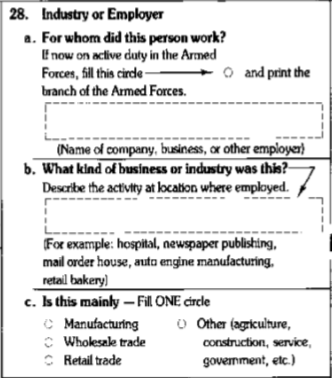 28. Industry or Employer
a. For whom did this person work?
If now on active duty in the Armed
Forces, fill this circle and print the
branch of the Armed Forces.
(Name of company, business, or other employer)
b. What kind of business or industry was this?
Describe the activity at location where employed.
(For example: hospital, newspaper publishing,
mail order house, auto engine manufacturing,
retail bakery)
c. Is this mainly — Fill ONE circle
Manufacturing Other (agriculture,
Wholesale trade construction, service,
Retail trade government, etc.)